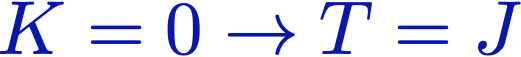 K = 0 → T = J